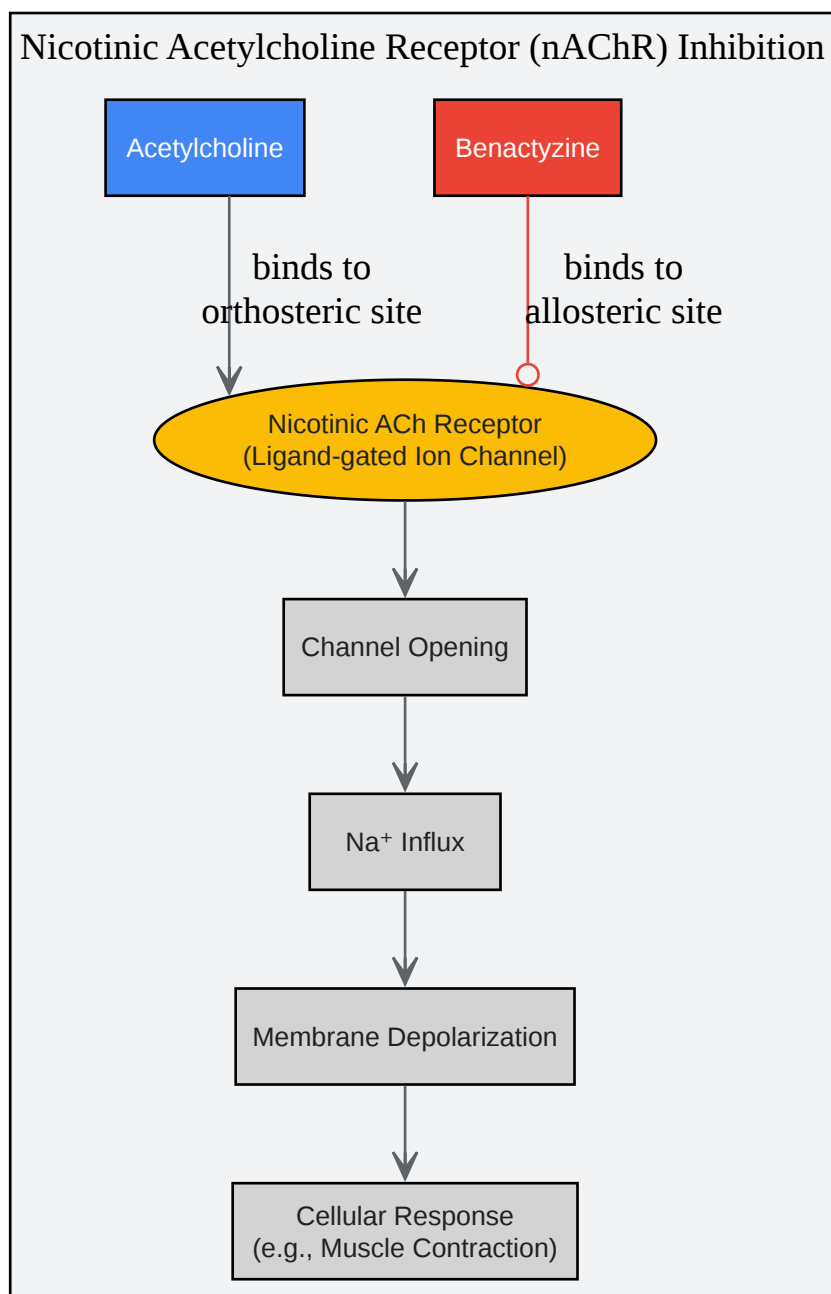 Nicotinic Acetylcholine Receptor (nAChR) Inhibition
Acetylcholine
Benactyzine
binds to
orthosteric site
binds to
allosteric site
Nicotinic ACh Receptor
(Ligand-gated Ion Channel)
Channel Opening
Na⁺ Influx
Membrane Depolarization
Cellular Response
(e.g., Muscle Contraction)